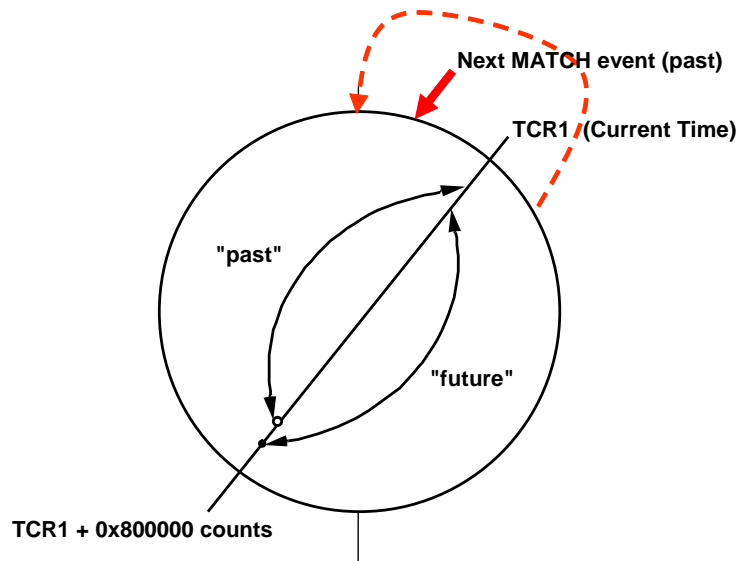 Next MATCH event (past)
TCR1 (Current Time)
"past"
"future"
TCR1 + 0x800000 counts